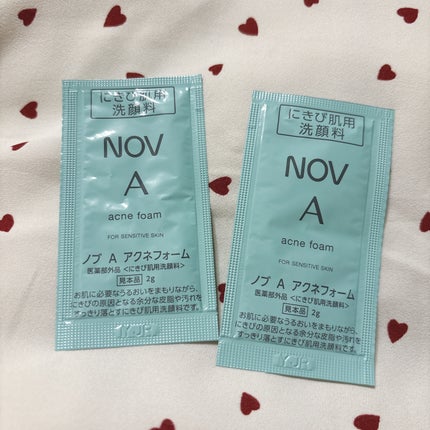 にきび肌用
洗顔料
NOV
A
acne foam
FOR SENSITIVE SKIN
ノブ A アクネフォーム
医薬部外品 <にきび肌用洗顔料>
見本品 2g
お肌に必要なうるおいをまもりながら、
にきびの原因となる余分な皮脂や汚れを
すっきり落とすにきび肌用洗顔料です。
にきび肌用
洗顔料
NOV
A
acne foam
FOR SENSITIVE SKIN
ノブ A アクネフォーム
医薬部外品 <にきび肌用洗顔料>
見本品 2g
お肌に必要なうるおいをまもりながら、
にきびの原因となる余分な皮脂や汚れを
すっきり落とすにきび肌用洗顔料です。